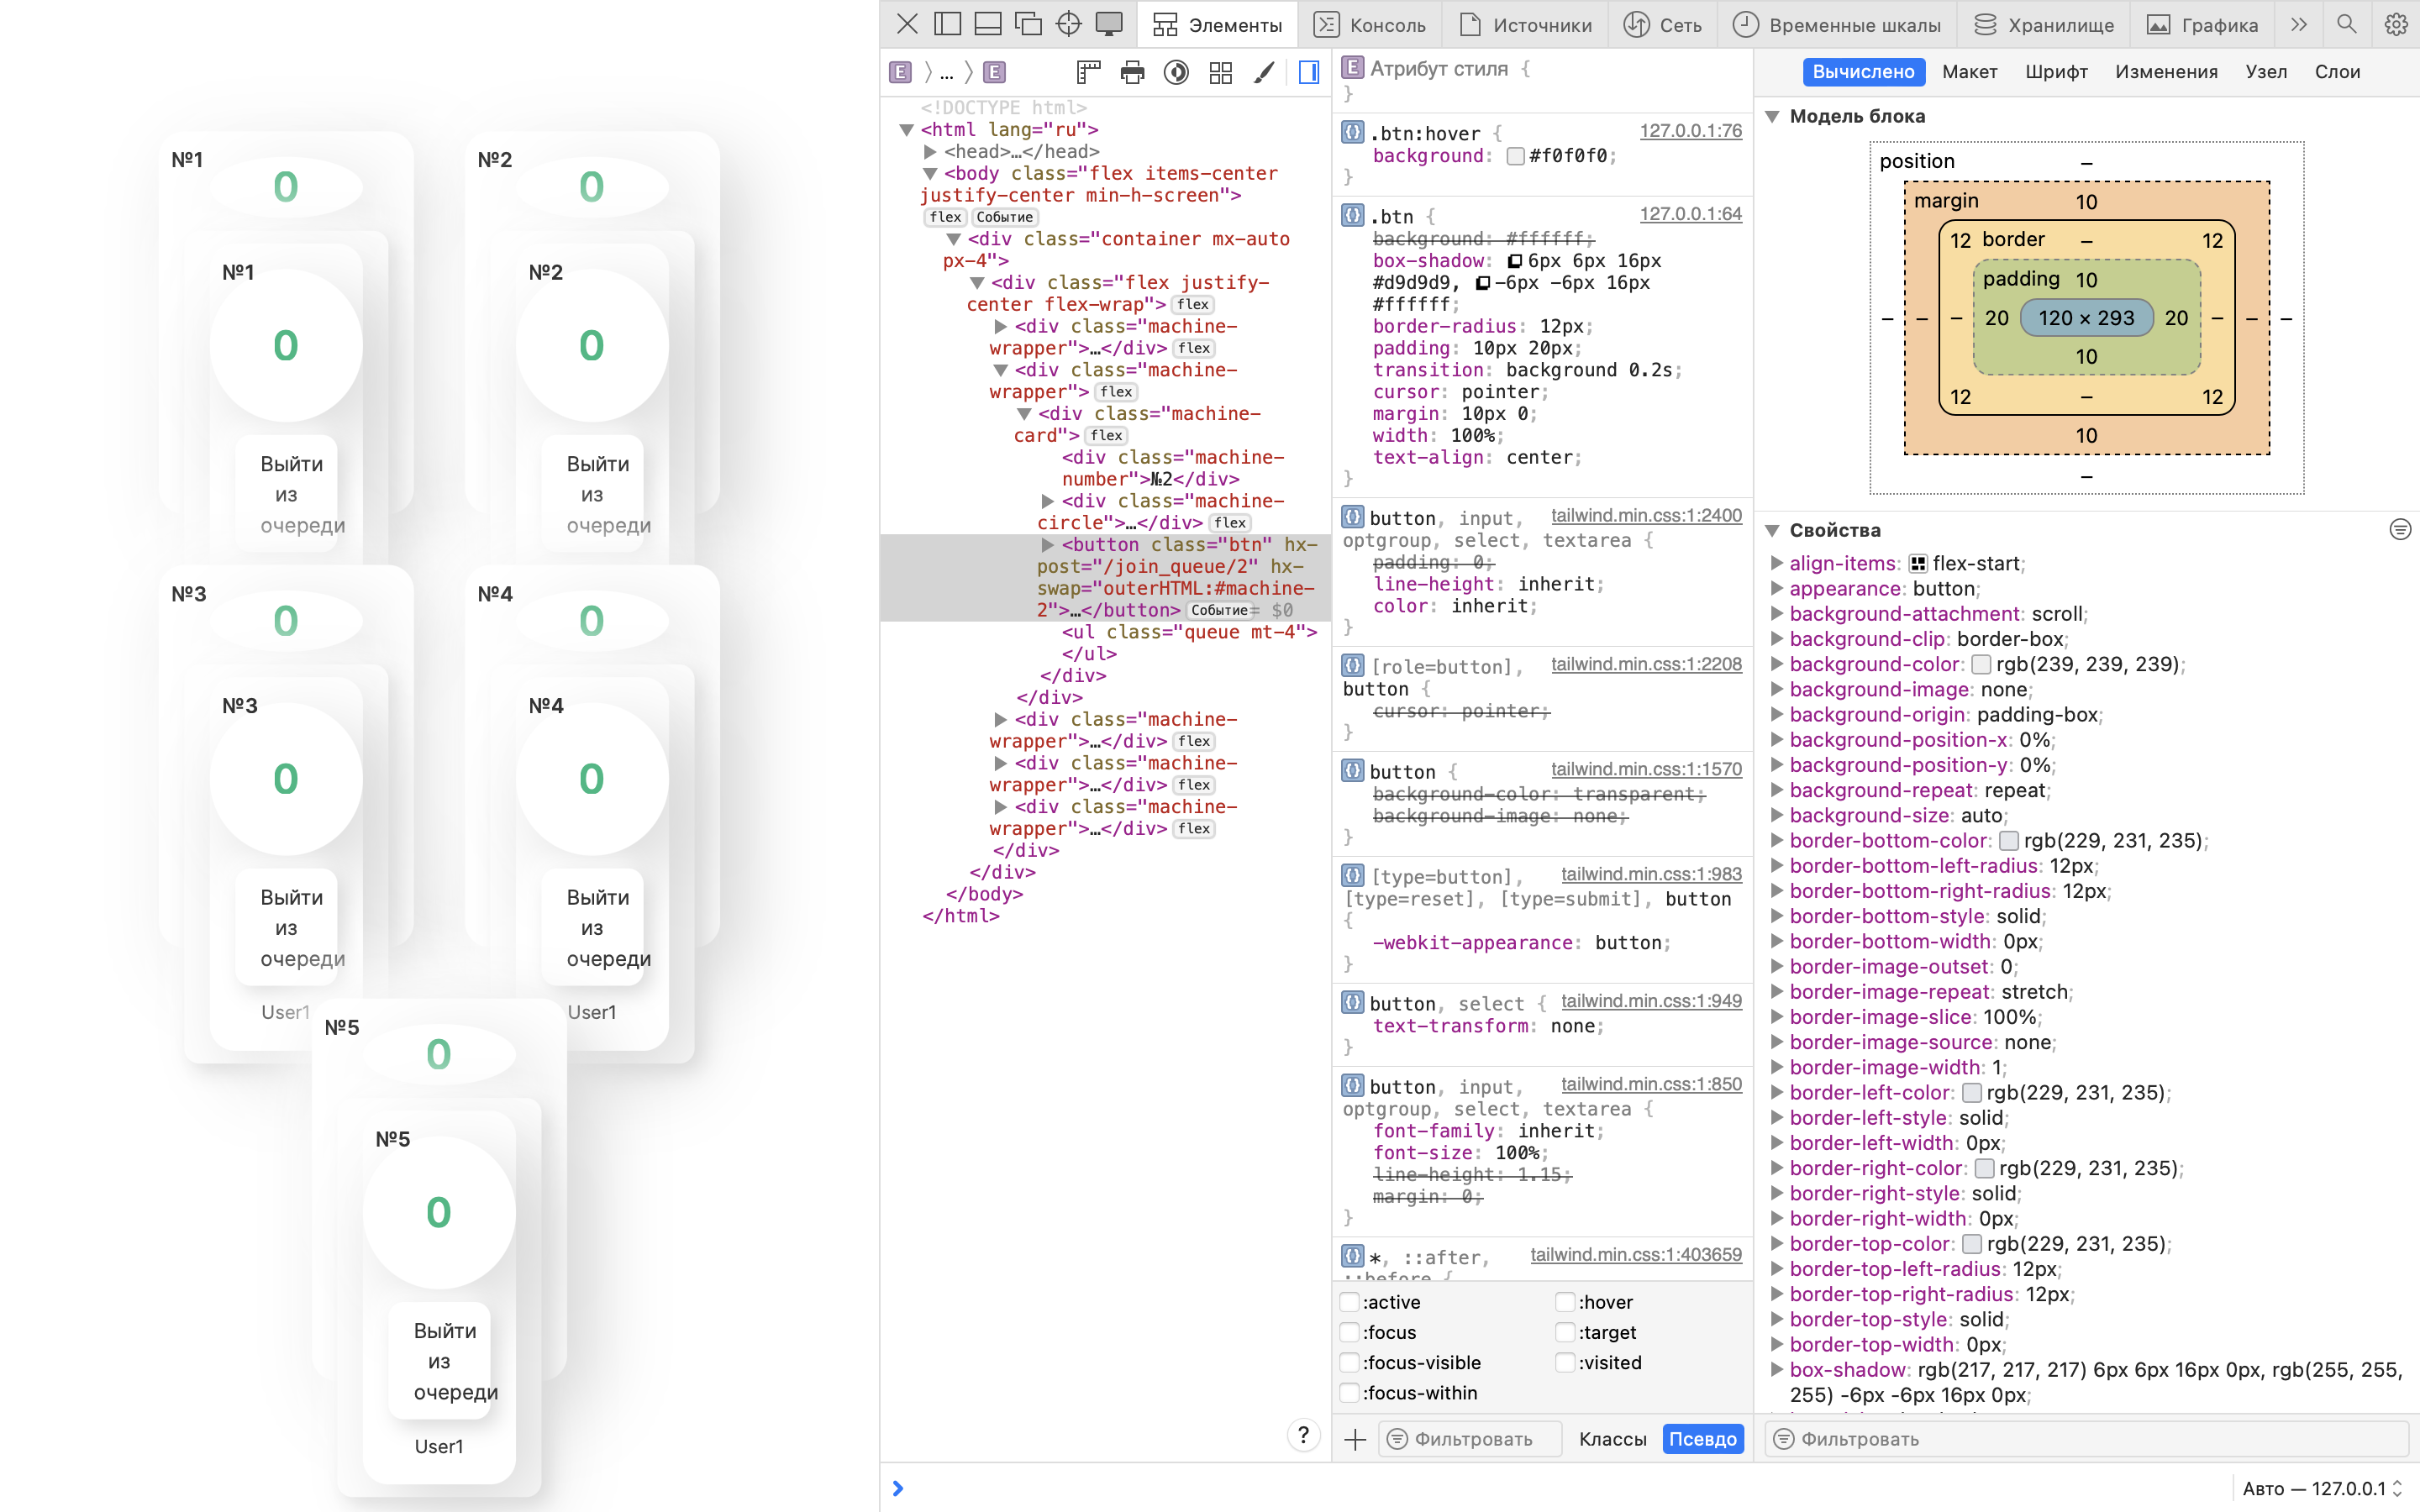 №1
0
№1
0
Выйти
из
очереди
№2
0
№2
0
Выйти
из
очереди
№3
0
№3
0
Выйти
из
очереди
User1
№4
0
№4
0
Выйти
из
очереди
User1
№5
0
№5
0
Выйти
из
очереди
User1
Элементы
Консоль
Источники
Сеть
Временные шкалы
Хранилище
Графика
E 〉 ... 〉 E
<!DOCTYPE html>
<html lang="ru">
<head>…</head>
<body class="flex items-center
justify-center min-h-screen">
flex Событие
<div class="container mx-auto
px-4">
<div class="flex justify-
center flex-wrap"> flex
<div class="machine-
wrapper">…</div> flex
<div class="machine-
wrapper"> flex
<div class="machine-
card"> flex
<div class="machine-
number">№2</div>
<div class="machine-
circle">…</div> flex
<button class="btn" hx-
post="/join_queue/2" hx-
swap="outerHTML:#machine-
2">…</button> Событие = $0
<ul class="queue mt-4">
</ul>
</div>
</div>
<div class="machine-
wrapper">…</div> flex
<div class="machine-
wrapper">…</div> flex
<div class="machine-
wrapper">…</div> flex
</div>
</div>
</body>
</html>
?
E Атрибут стиля {
}
.btn:hover { 127.0.0.1:76
background: #f0f0f0;
}
.btn { 127.0.0.1:64
background: #ffffff;
box-shadow: 6px 6px 16px
#d9d9d9, -6px -6px 16px
#ffffff;
border-radius: 12px;
padding: 10px 20px;
transition: background 0.2s;
cursor: pointer;
margin: 10px 0;
width: 100%;
text-align: center;
}
button, input, tailwind.min.css:1:2400
optgroup, select, textarea {
padding: 0;
line-height: inherit;
color: inherit;
}
[role=button], tailwind.min.css:1:2208
button {
cursor: pointer;
}
button { tailwind.min.css:1:1570
background-color: transparent;
background-image: none;
}
[type=button], tailwind.min.css:1:983
[type=reset], [type=submit], button
{
-webkit-appearance: button;
}
button, select { tailwind.min.css:1:949
text-transform: none;
}
button, input, tailwind.min.css:1:850
optgroup, select, textarea {
font-family: inherit;
font-size: 100%;
line-height: 1.15;
margin: 0;
}
*, ::after, tailwind.min.css:1:403659
::before {
:active :hover
:focus :target
:focus-visible :visited
:focus-within
Фильтровать Классы Псевдо
Вычислено Макет Шрифт Изменения Узел Слои
Модель блока
position –
margin 10
12 border – 12
padding 10
– – – 20 120 × 293 20 – – –
10
12 – 12
10
–
Свойства
align-items: flex-start;
appearance: button;
background-attachment: scroll;
background-clip: border-box;
background-color: rgb(239, 239, 239);
background-image: none;
background-origin: padding-box;
background-position-x: 0%;
background-position-y: 0%;
background-repeat: repeat;
background-size: auto;
border-bottom-color: rgb(229, 231, 235);
border-bottom-left-radius: 12px;
border-bottom-right-radius: 12px;
border-bottom-style: solid;
border-bottom-width: 0px;
border-image-outset: 0;
border-image-repeat: stretch;
border-image-slice: 100%;
border-image-source: none;
border-image-width: 1;
border-left-color: rgb(229, 231, 235);
border-left-style: solid;
border-left-width: 0px;
border-right-color: rgb(229, 231, 235);
border-right-style: solid;
border-right-width: 0px;
border-top-color: rgb(229, 231, 235);
border-top-left-radius: 12px;
border-top-right-radius: 12px;
border-top-style: solid;
border-top-width: 0px;
box-shadow: rgb(217, 217, 217) 6px 6px 16px 0px, rgb(255, 255,
255) -6px -6px 16px 0px;
Фильтровать
Авто — 127.0.0.1